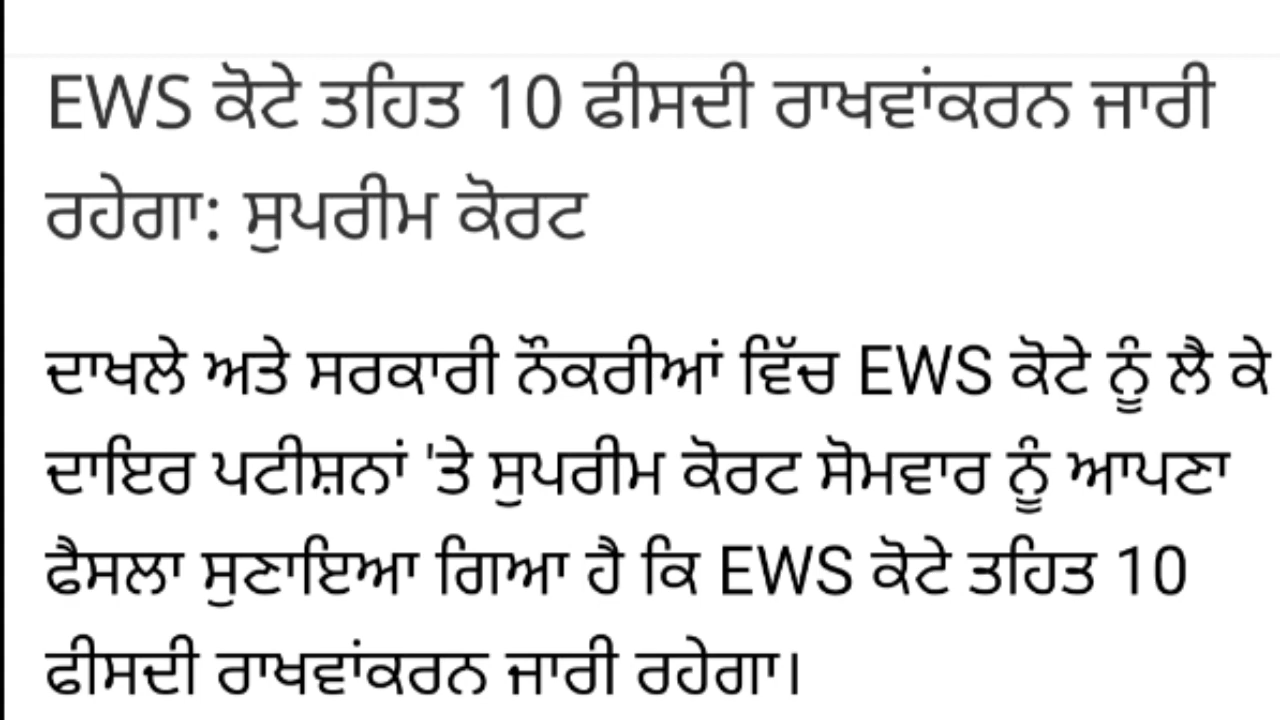 EWS ਕੋਟੇ ਤਹਿਤ 10 ਫੀਸਦੀ ਰਾਖਵਾਂਕਰਨ ਜਾਰੀ
ਰਹੇਗਾ: ਸੁਪਰੀਮ ਕੋਰਟ
ਦਾਖਲੇ ਅਤੇ ਸਰਕਾਰੀ ਨੌਕਰੀਆਂ ਵਿੱਚ EWS ਕੋਟੇ ਨੂੰ ਲੈ ਕੇ
ਦਾਇਰ ਪਟੀਸ਼ਨਾਂ 'ਤੇ ਸੁਪਰੀਮ ਕੋਰਟ ਸੋਮਵਾਰ ਨੂੰ ਆਪਣਾ
ਫੈਸਲਾ ਸੁਣਾਇਆ ਗਿਆ ਹੈ ਕਿ EWS ਕੋਟੇ ਤਹਿਤ 10
ਫੀਸਦੀ ਰਾਖਵਾਂਕਰਨ ਜਾਰੀ ਰਹੇਗਾ।